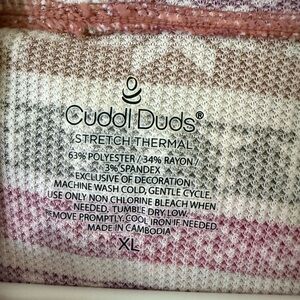 Cuddl Duds®
STRETCH THERMAL
63% POLYESTER / 34% RAYON /
3% SPANDEX
EXCLUSIVE OF DECORATION
MACHINE WASH COLD, GENTLE CYCLE.
USE ONLY NON CHLORINE BLEACH WHEN
NEEDED. TUMBLE DRY LOW.
REMOVE PROMPTLY. COOL IRON IF NEEDED.
MADE IN CAMBODIA
XL